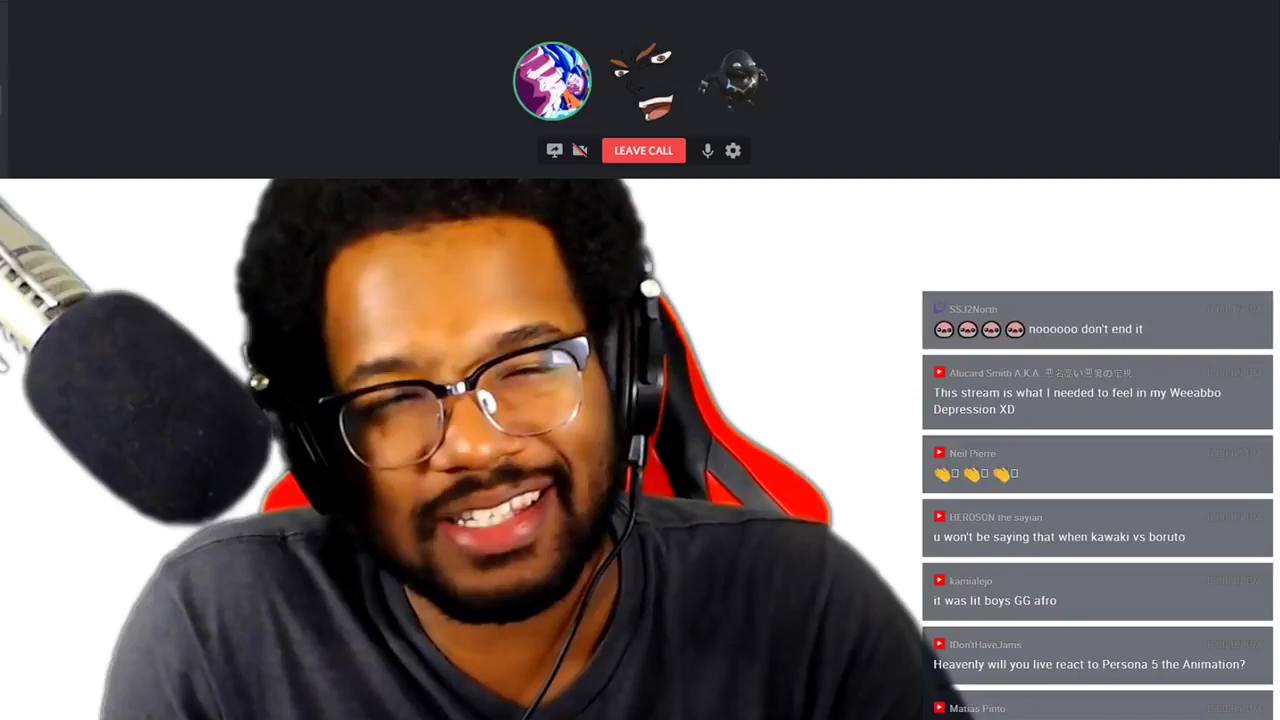 LEAVE CALL
SSJ2North
nooooooo don't end it
Alucard Smith A.K.A.
This stream is what I needed to feel in my Weeabbo
Depression XD
Neil Pierre
HEROSON the sayian
u won't be saying that when kawaki vs boruto
kamialejo
it was lit boys GG afro
IDon'tHaveJams
Heavenly will you live react to Persona 5 the Animation?
Matias Pinto